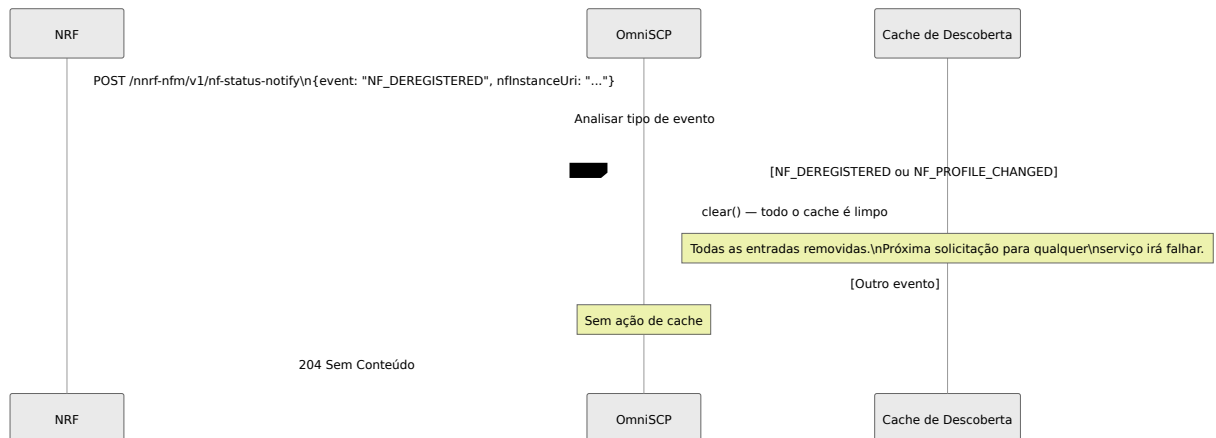 NRF
OmniSCP
Cache de Descoberta
POST /nnrf-nfm/v1/nf-status-notify\n{event: "NF_DEREGISTERED", nfInstanceUri: "..."}
Analisar tipo de evento
[NF_DEREGISTERED ou NF_PROFILE_CHANGED]
clear() — todo o cache é limpo
Todas as entradas removidas.\nPróxima solicitação para qualquer\nserviço irá falhar.
[Outro evento]
Sem ação de cache
204 Sem Conteúdo
NRF
OmniSCP
Cache de Descoberta